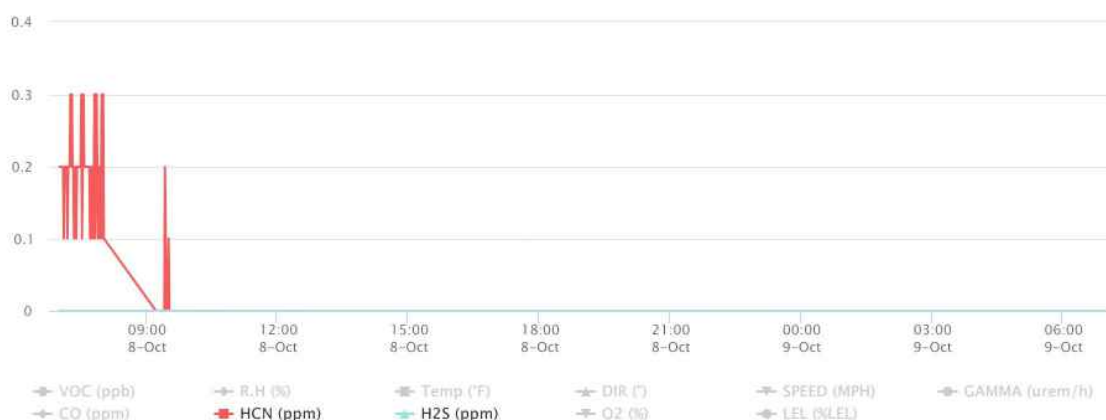 0.4
0.3
0.2
0.1
0
09:00 12:00 15:00 18:00 21:00 00:00 03:00 06:00
8-Oct 8-Oct 8-Oct 8-Oct 8-Oct 9-Oct 9-Oct 9-Oct
VOC (ppb) R.H (%) Temp (°F) DIR (°) SPEED (MPH) GAMMA (urem/h)
CO (ppm) HCN (ppm) H2S (ppm) O2 (%) LEL (%LEL)